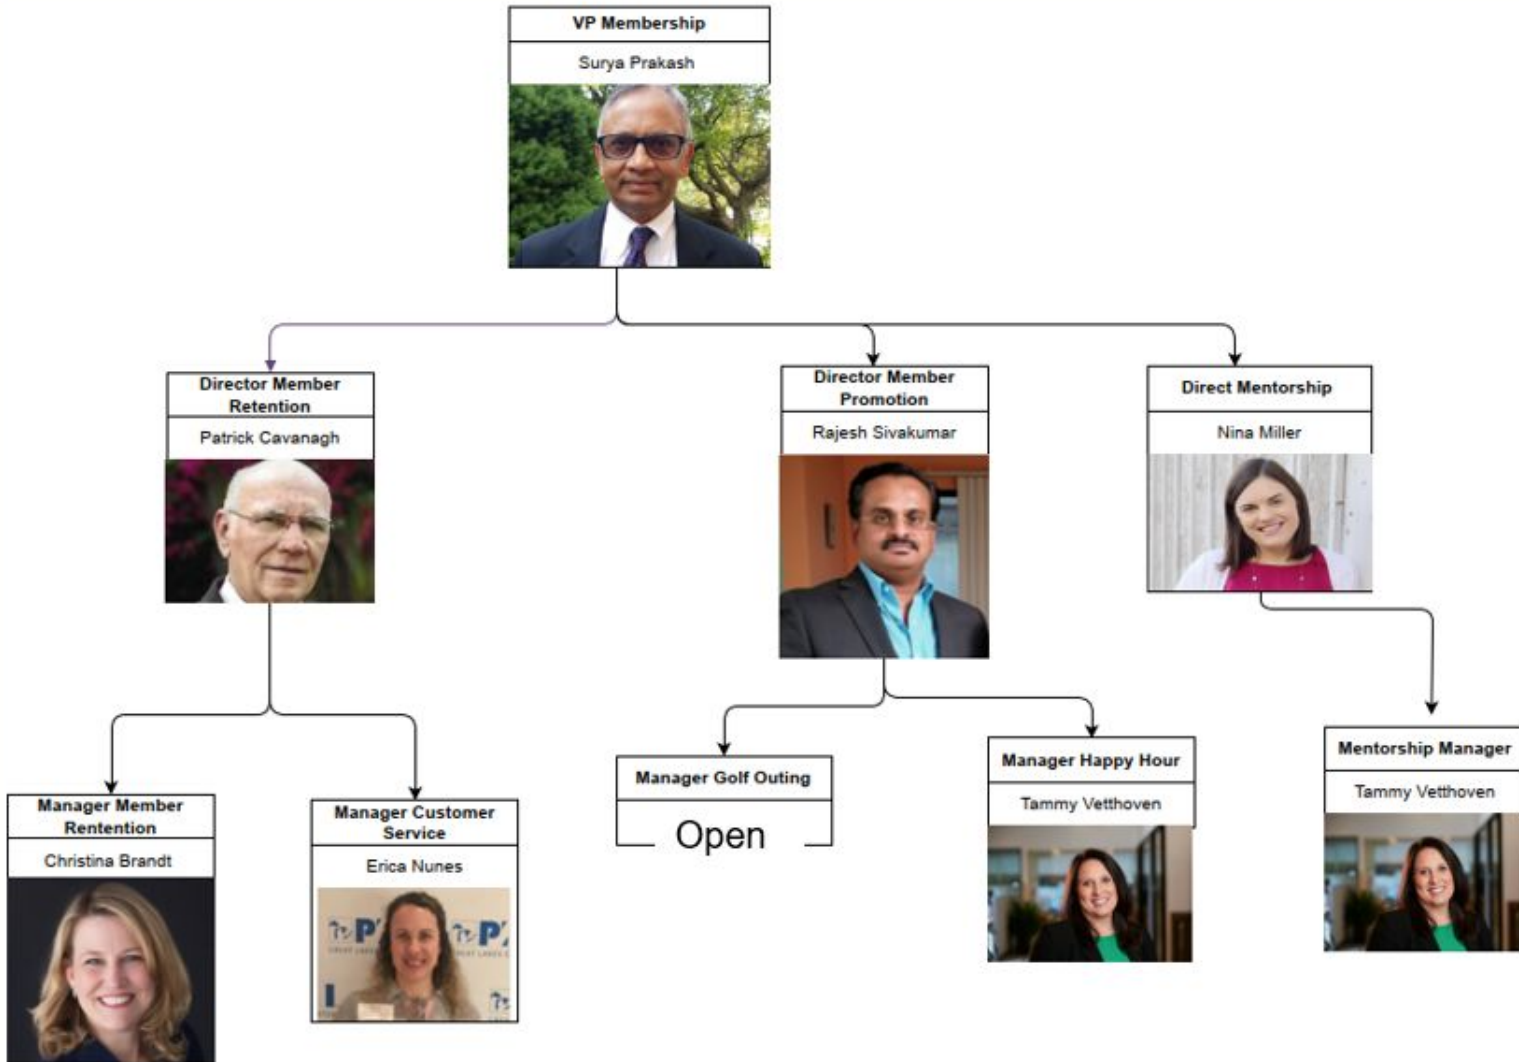 VP Membership
Surya Prakash
Director Member
Retention
Patrick Cavanagh
Director Member
Promotion
Rajesh Sivakumar
Direct Mentorship
Nina Miller
Manager Member
Rentention
Christina Brandt
Manager Customer
Service
Erica Nunes
Manager Golf Outing
Open
Manager Happy Hour
Tammy Vetthoven
Mentorship Manager
Tammy Vetthoven